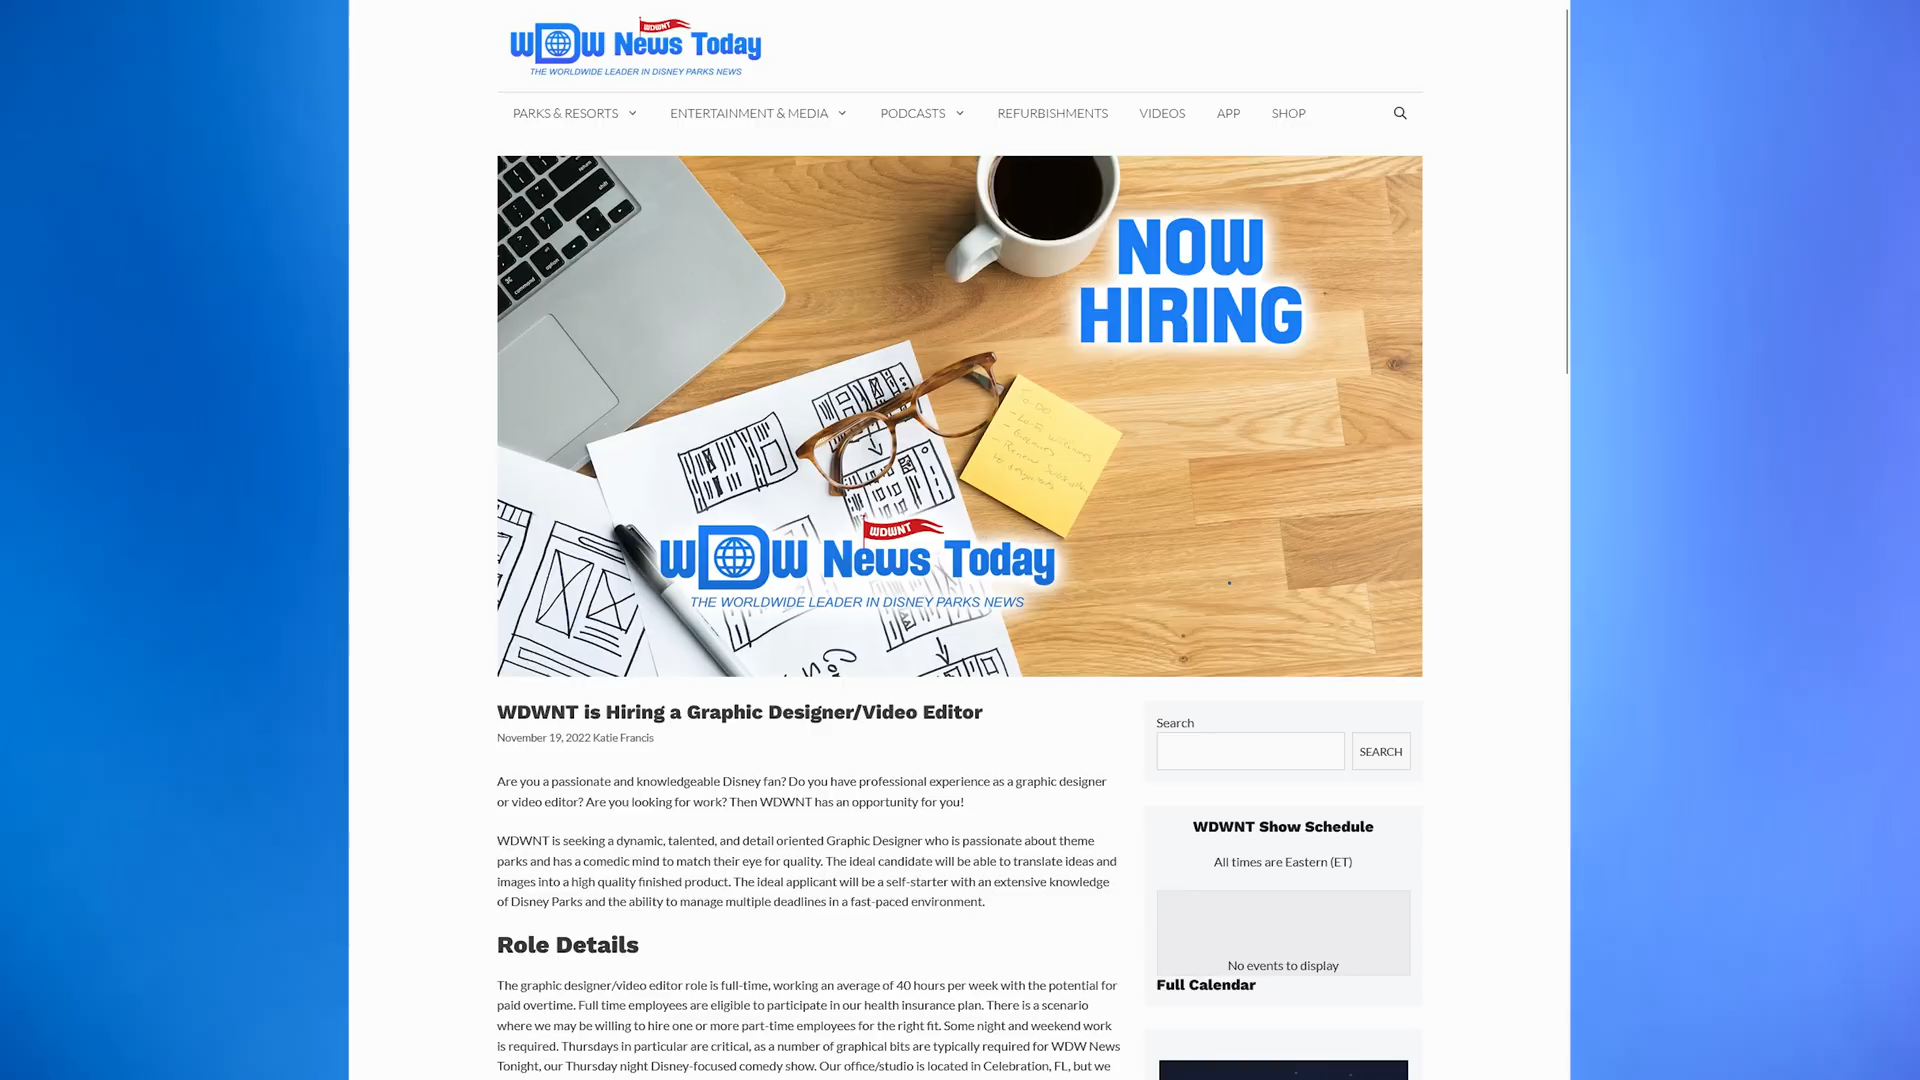 WDWNT
WDW News Today
THE WORLDWIDE LEADER IN DISNEY PARKS NEWS
PARKS & RESORTS
ENTERTAINMENT & MEDIA
PODCASTS
REFURBISHMENTS
VIDEOS
APP
SHOP
return
shift
option
command
NOW
HIRING
To-DO:
WDWNT
WDW News Today
THE WORLDWIDE LEADER IN DISNEY PARKS NEWS
WDWNT is Hiring a Graphic Designer/Video Editor
November 19, 2022 Katie Francis
Are you a passionate and knowledgeable Disney fan? Do you have professional experience as a graphic designer
or video editor? Are you looking for work? Then WDWNT has an opportunity for you!
WDWNT is seeking a dynamic, talented, and detail oriented Graphic Designer who is passionate about theme
parks and has a comedic mind to match their eye for quality. The ideal candidate will be able to translate ideas and
images into a high quality finished product. The ideal applicant will be a self-starter with an extensive knowledge
of Disney Parks and the ability to manage multiple deadlines in a fast-paced environment.
Role Details
The graphic designer/video editor role is full-time, working an average of 40 hours per week with the potential for
paid overtime. Full time employees are eligible to participate in our health insurance plan. There is a scenario
where we may be willing to hire one or more part-time employees for the right fit. Some night and weekend work
is required. Thursdays in particular are critical, as a number of graphical bits are typically required for WDW News
Tonight, our Thursday night Disney-focused comedy show. Our office/studio is located in Celebration, FL, but we
Search
SEARCH
WDWNT Show Schedule
All times are Eastern (ET)
No events to display
Full Calendar